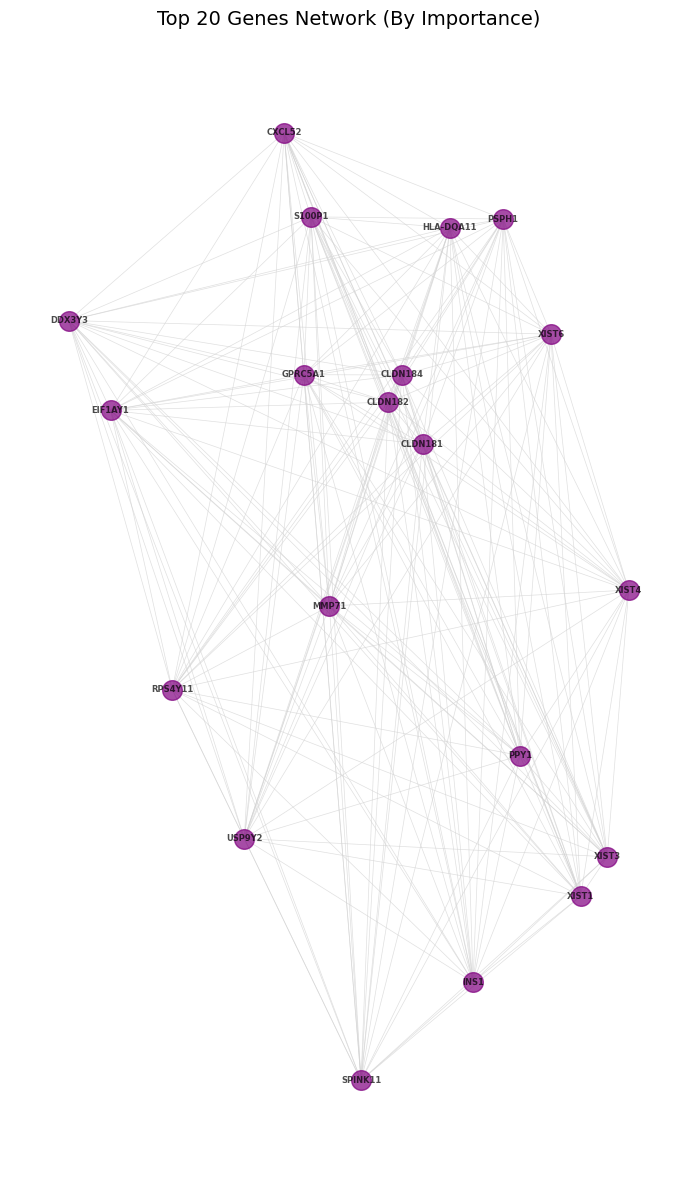 Top 20 Genes Network (By Importance)
CXCL52
S100P1
PSPH1
HLA-DQA11
DDX3Y3
XIST6
GPRC5A1
CLDN184
CLDN182
EIF1AY1
CLDN181
XIST4
MMP71
RPS4Y11
PPY1
USP9Y2
XIST3
XIST1
INS1
SPINK11